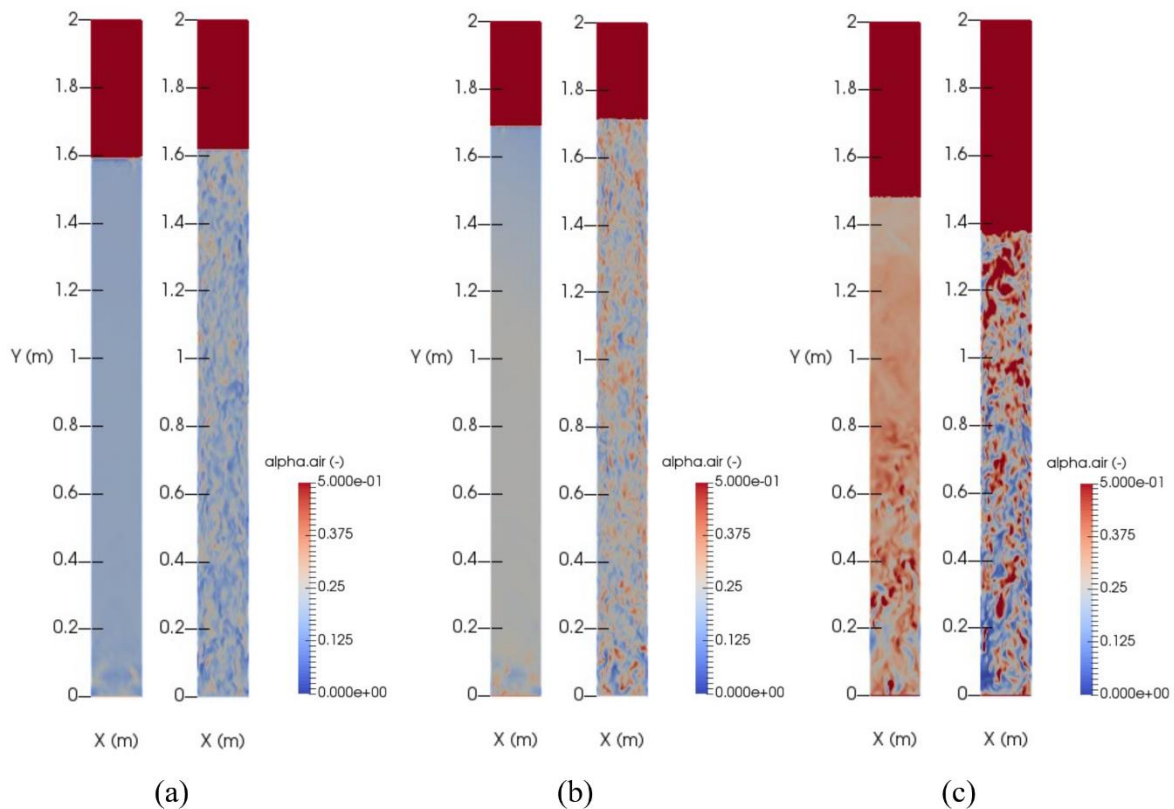 2 2 2 2 2 2
1.8 1.8 1.8 1.8 1.8 1.8
1.6 1.6 1.6 1.6 1.6 1.6
1.4 1.4 1.4 1.4 1.4 1.4
1.2 1.2 1.2 1.2 1.2 1.2
Y (m) 1 1 Y (m) 1 1 Y (m) 1 1
0.8 0.8 0.8 0.8 0.8 0.8
alpha.air (-) alpha.air (-) alpha.air (-)
0.6 0.6 5.000e-01 0.6 0.6 5.000e-01 0.6 0.6 5.000e-01
0.4 0.4 0.375 0.4 0.4 0.375 0.4 0.4 0.375
0.25 0.25 0.25
0.2 0.2 0.125 0.2 0.2 0.125 0.2 0.2 0.125
0 0 0.000e+00 0 0 0.000e+00 0 0 0.000e+00
X (m) X (m) X (m) X (m) X (m) X (m)
(a) (b) (c)